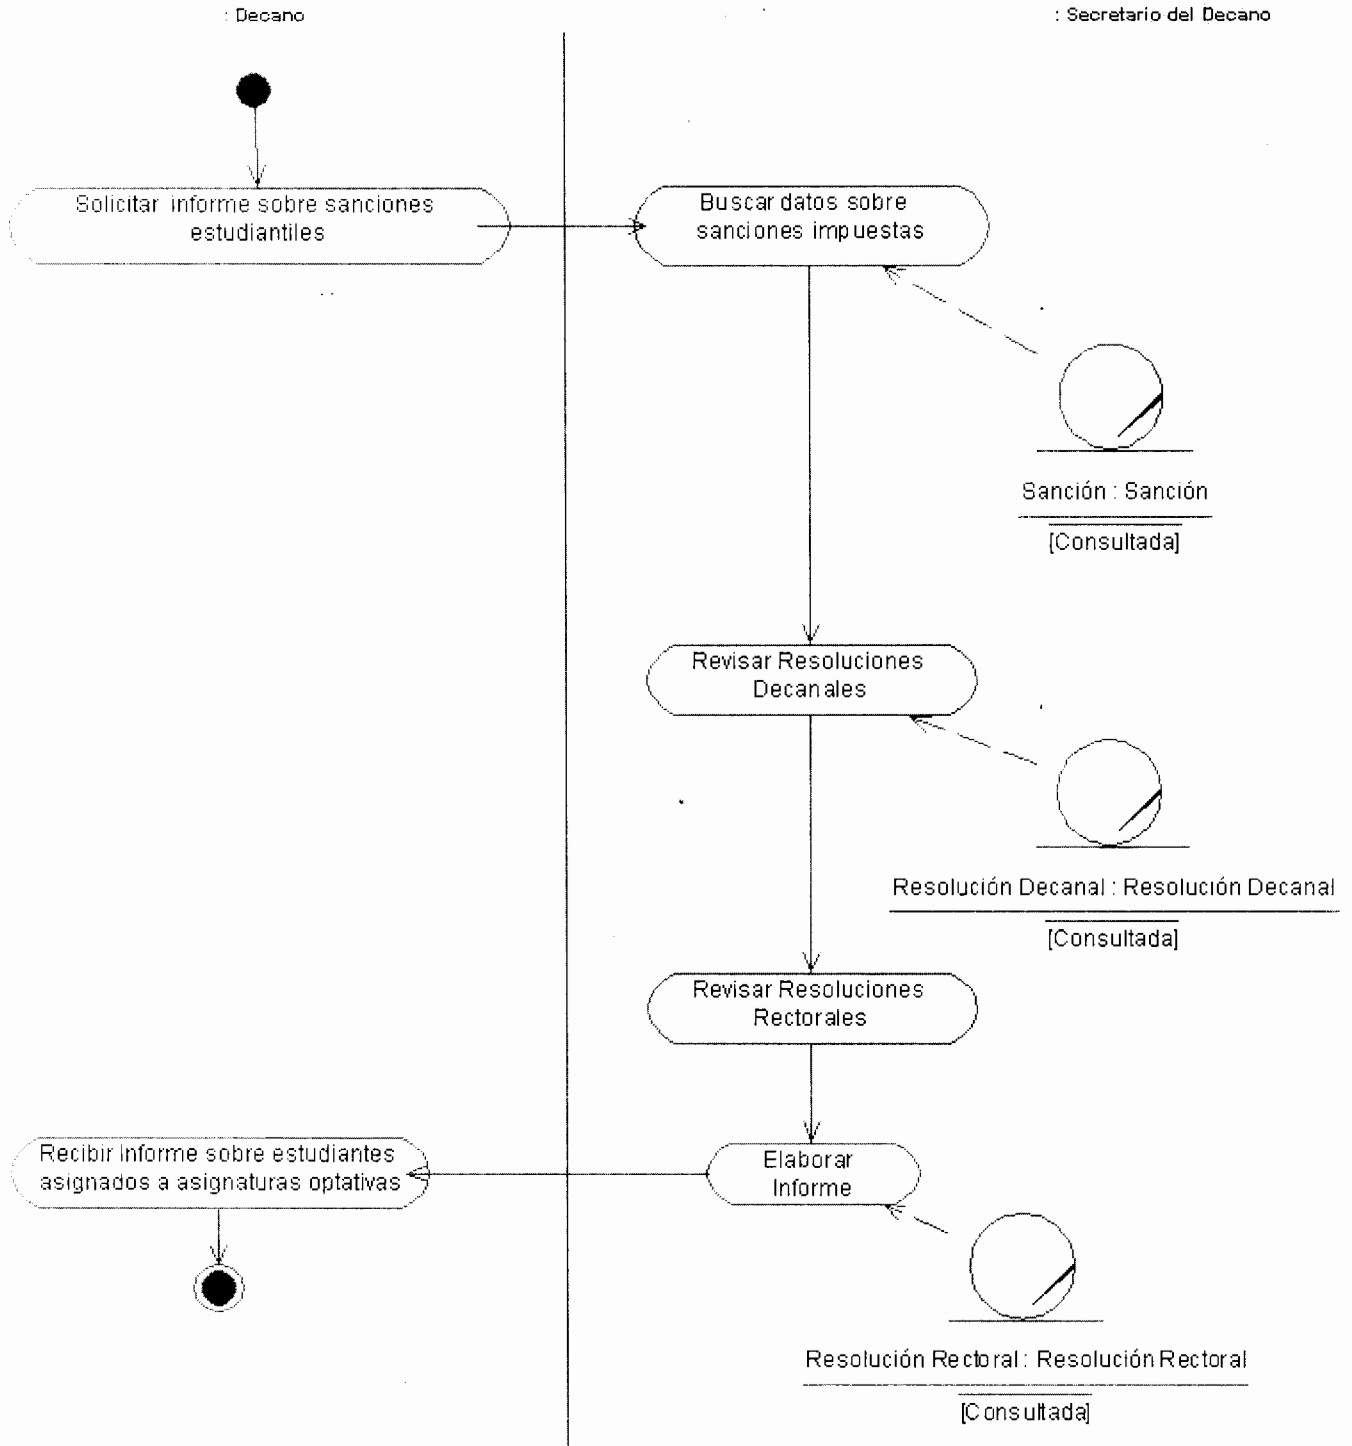 : Decano
: Secretario del Decano
Solicitar informe sobre sanciones
estudiantiles
Buscar datos sobre
sanciones impuestas
Sanción : Sanción
[Consultada]
Revisar Resoluciones
Decanales
Resolución Decanal : Resolución Decanal
[Consultada]
Revisar Resoluciones
Rectorales
Recibir Informe sobre estudiantes
asignados a asignaturas optativas
Elaborar
Informe
Resolución Rectoral : Resolución Rectoral
[Consultada]